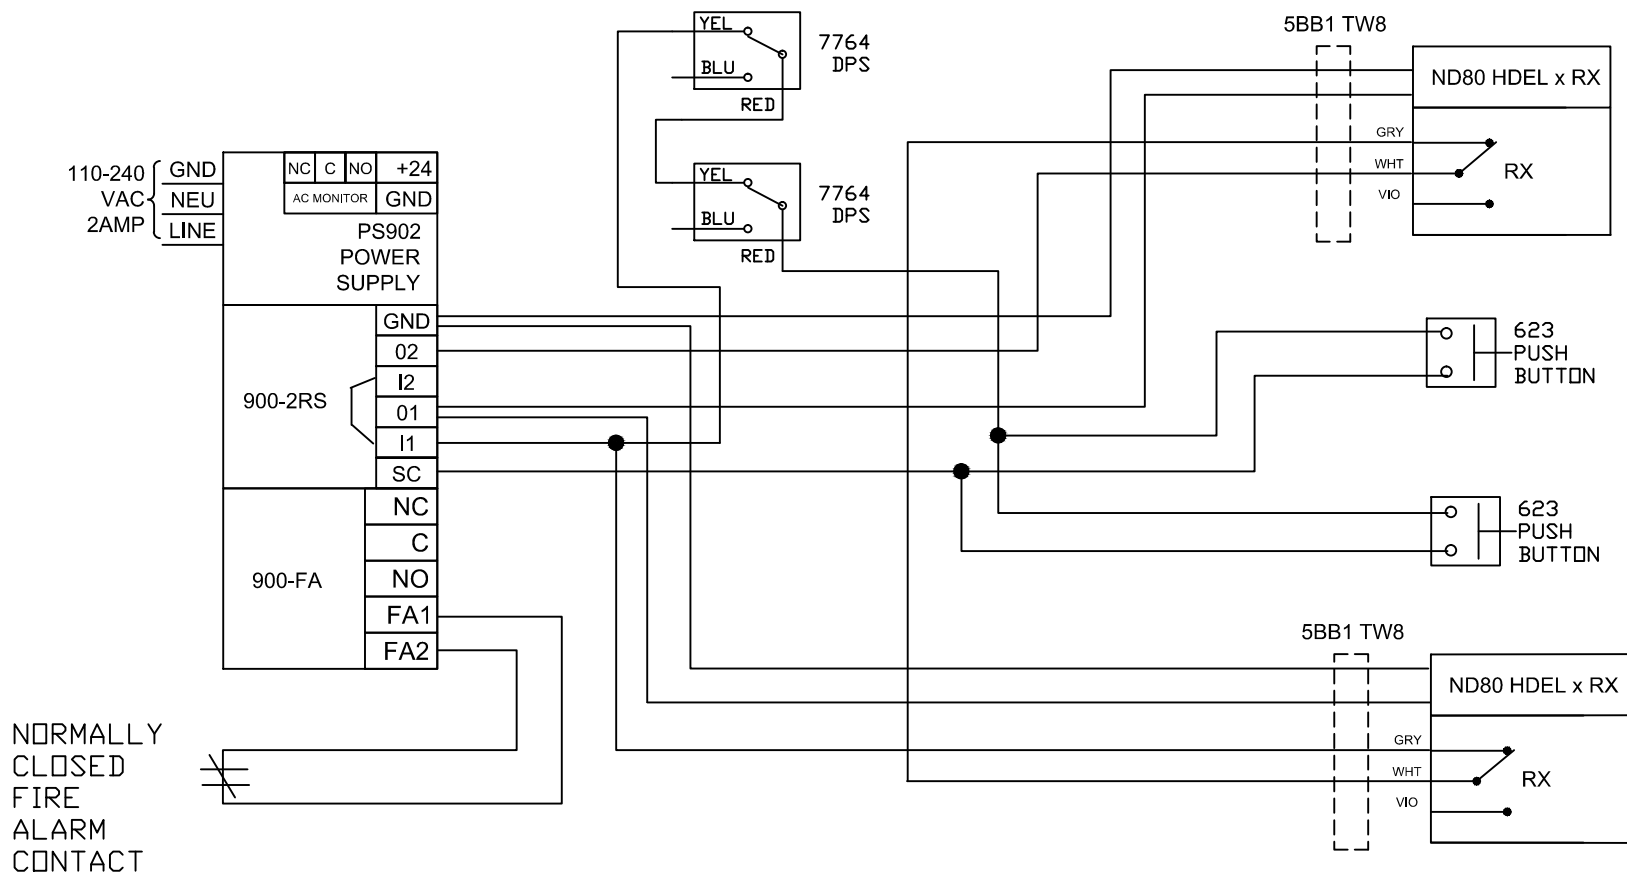 YEL
BLU
RED
7764
DPS
YEL
BLU
RED
7764
DPS
5BB1 TW8
ND80 HDEL x RX
GRY
WHT
VIO
RX
110-240
VAC
2AMP
GND
NEU
LINE
NC C NO +24
AC MONITOR GND
PS902
POWER
SUPPLY
900-2RS
GND
02
I2
01
I1
SC
900-FA
NC
C
NO
FA1
FA2
623
PUSH
BUTTON
623
PUSH
BUTTON
5BB1 TW8
ND80 HDEL x RX
GRY
WHT
VIO
RX
NORMALLY
CLOSED
FIRE
ALARM
CONTACT